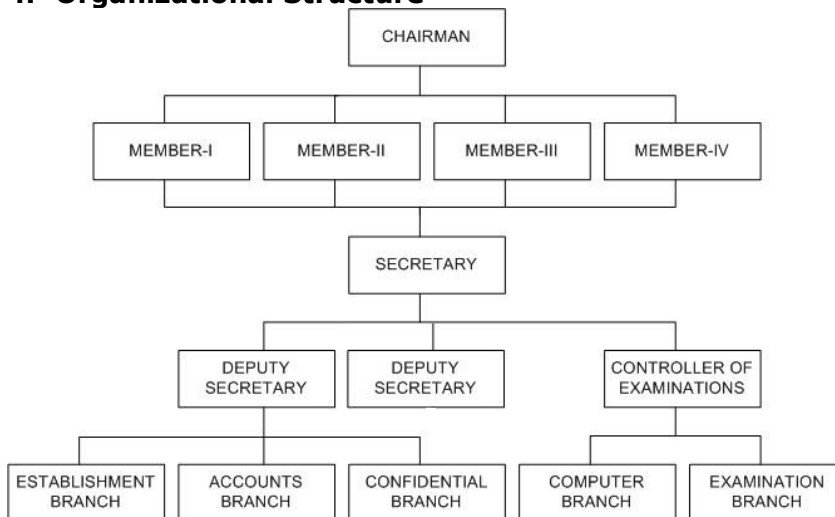 Organizational Structure
CHAIRMAN
MEMBER-I
MEMBER-II
MEMBER-III
MEMBER-IV
SECRETARY
DEPUTY
SECRETARY
DEPUTY
SECRETARY
CONTROLLER OF
EXAMINATIONS
ESTABLISHMENT
BRANCH
ACCOUNTS
BRANCH
CONFIDENTIAL
BRANCH
COMPUTER
BRANCH
EXAMINATION
BRANCH